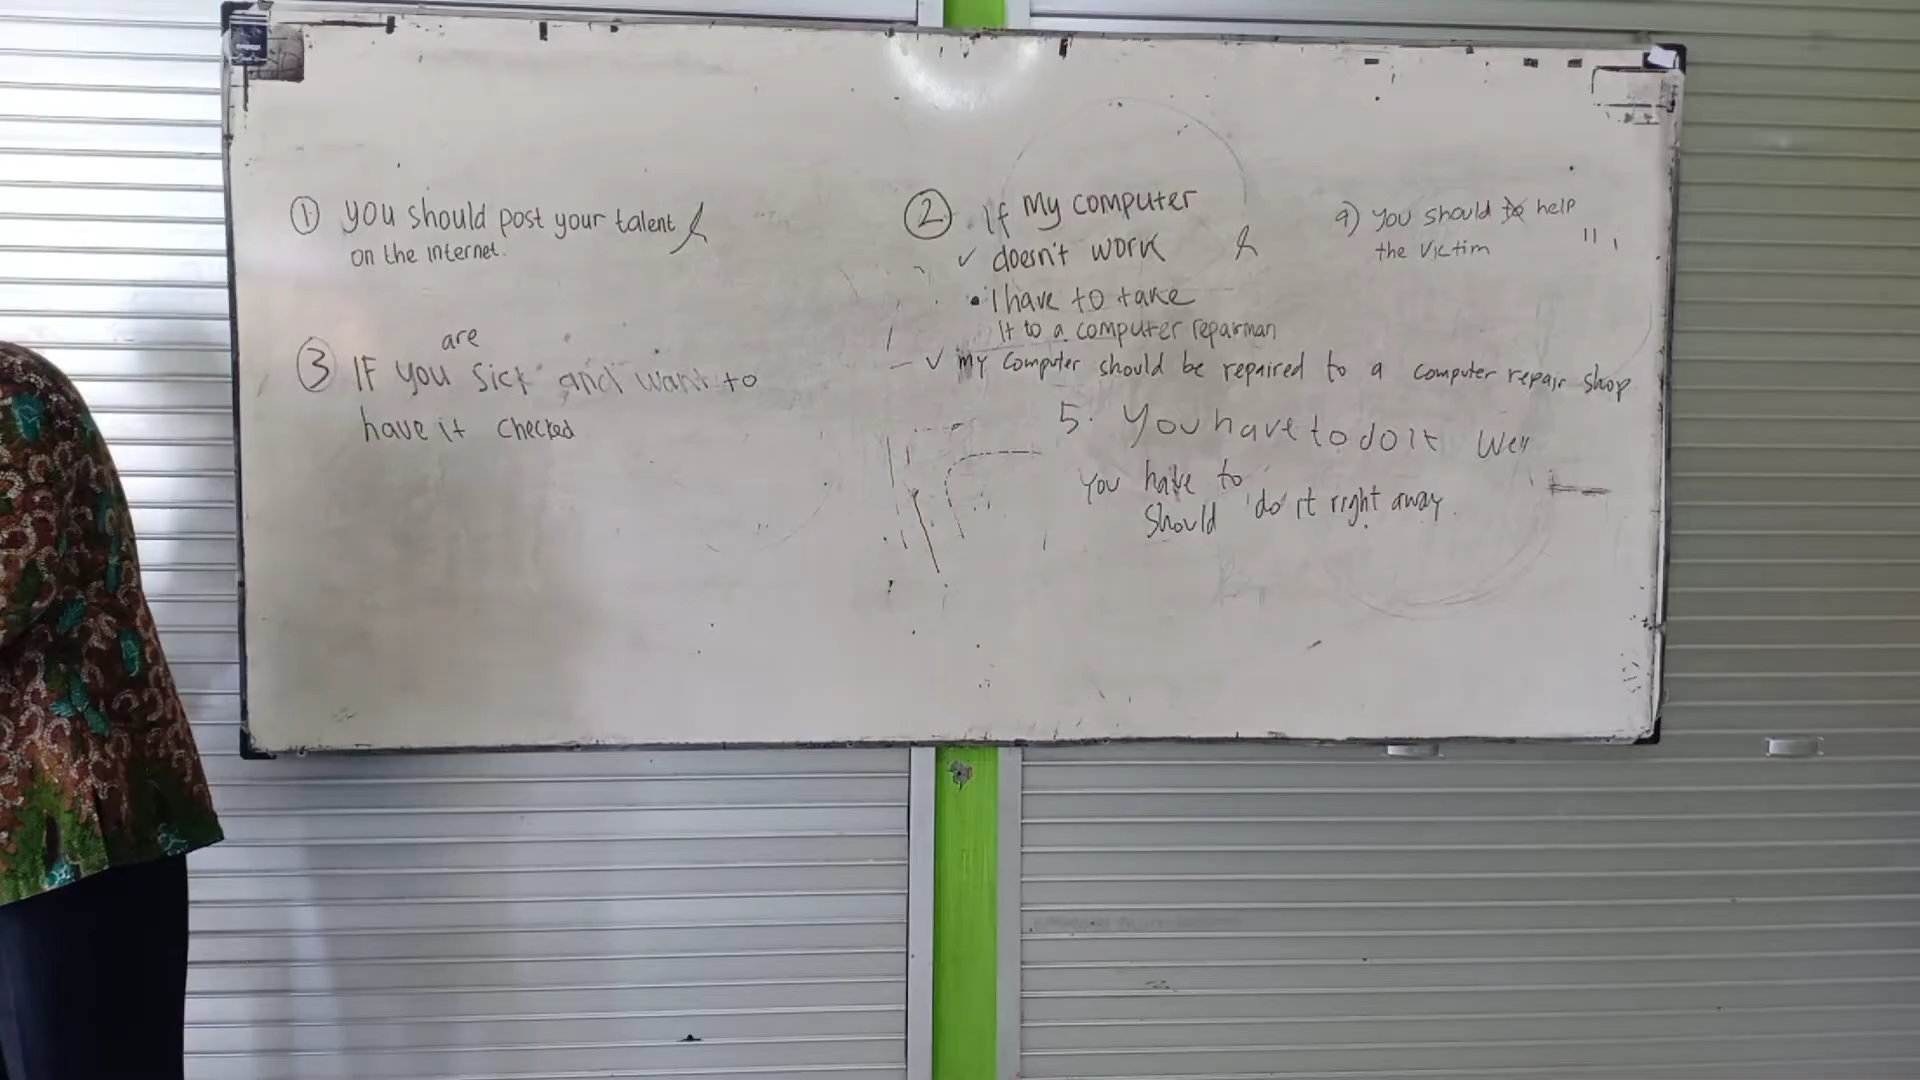 ① you should post your talent
on the internet.
② . If my computer
✓ doesn't work
• I have to take
It to a computer reparman
– ✓ my computer should be repaired to a computer repair shop
9) you should to help
the victim
are
③ IF you sick and want to
have it checked
5. You have to do it well
you have to
should do it right away.